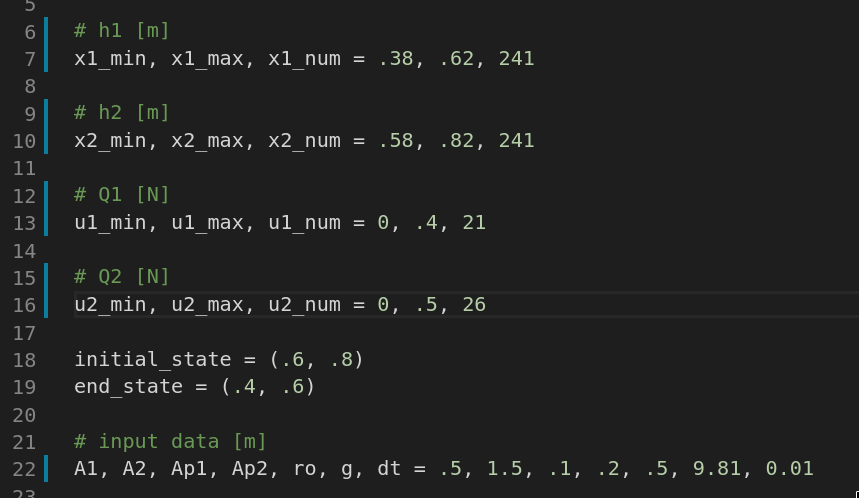 5
6 # h1 [m]
7 x1_min, x1_max, x1_num = .38, .62, 241
8
9 # h2 [m]
10 x2_min, x2_max, x2_num = .58, .82, 241
11
12 # Q1 [N]
13 u1_min, u1_max, u1_num = 0, .4, 21
14
15 # Q2 [N]
16 u2_min, u2_max, u2_num = 0, .5, 26
17
18 initial_state = (.6, .8)
19 end_state = (.4, .6)
20
21 # input data [m]
22 A1, A2, Ap1, Ap2, ro, g, dt = .5, 1.5, .1, .2, .5, 9.81, 0.01
23